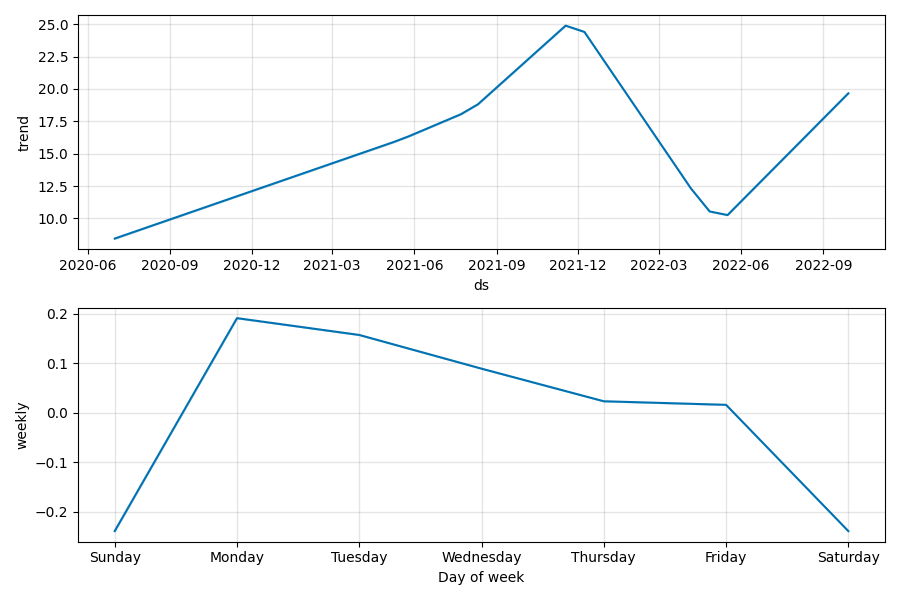 25.0
22.5
20.0
17.5
15.0
12.5
10.0
trend
2020-06 2020-09 2020-12 2021-03 2021-06 2021-09 2021-12 2022-03 2022-06 2022-09
ds
0.2
0.1
0.0
−0.1
−0.2
weekly
Sunday Monday Tuesday Wednesday Thursday Friday Saturday
Day of week